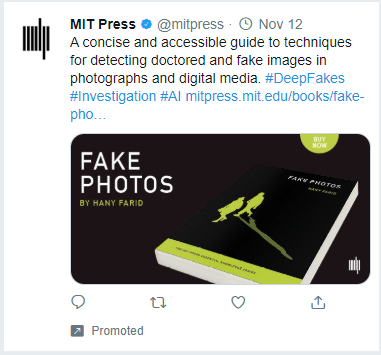 MIT Press @mitpress · Nov 12
A concise and accessible guide to techniques
for detecting doctored and fake images in
photographs and digital media. #DeepFakes
#Investigation #AI mitpress.mit.edu/books/fake-
pho…
BUY
NOW
FAKE
PHOTOS
BY HANY FARID
FAKE PHOTOS
HANY FARID
Promoted